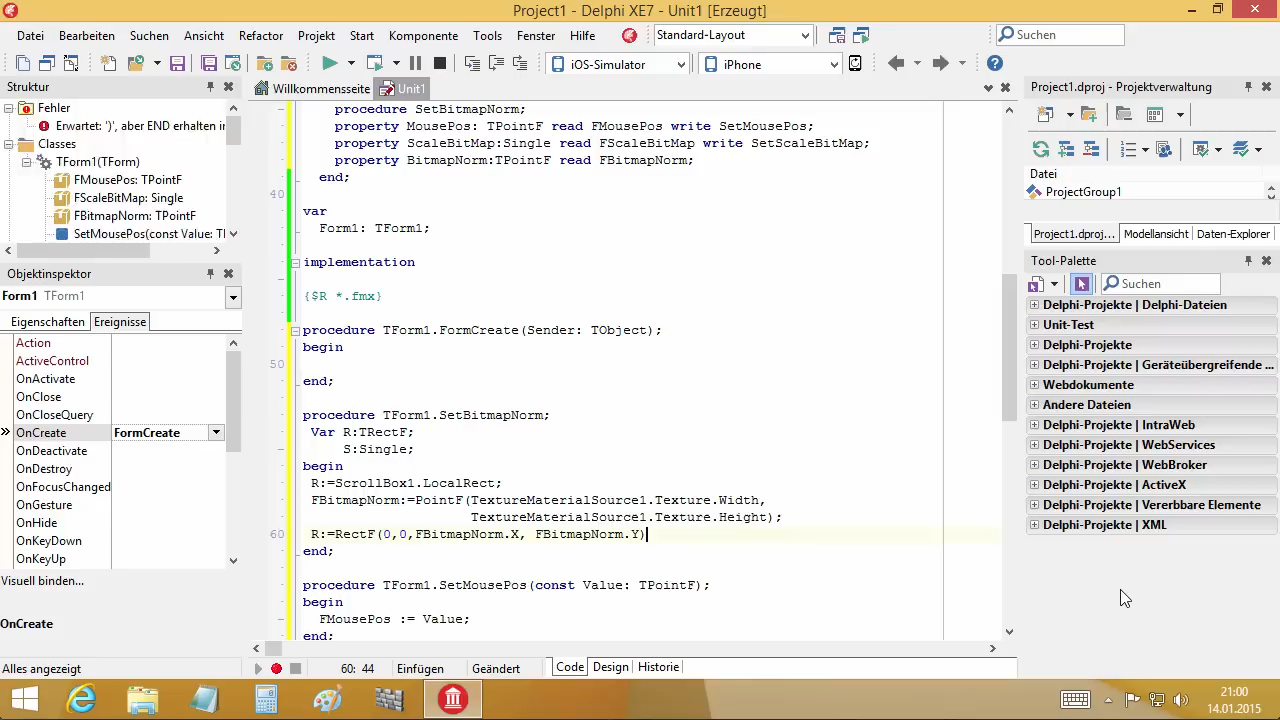 Project1 - Delphi XE7 - Unit1 [Erzeugt]
Datei Bearbeiten Suchen Ansicht Refactor Projekt Start Komponente Tools Fenster Hilfe Standard-Layout Suchen
iOS-Simulator iPhone
Struktur
Fehler
Erwartet: ')', aber END erhalten in
Classes
TForm1(TForm)
FMousePos: TPointF
FScaleBitMap: Single
FBitmapNorm: TPointF
SetMousePos(const Value: TI
Objektinspektor
Form1 TForm1
Eigenschaften Ereignisse
Action
ActiveControl
OnActivate
OnClose
OnCloseQuery
OnCreate FormCreate
OnDeactivate
OnDestroy
OnFocusChanged
OnGesture
OnHide
OnKeyDown
OnKeyUp
Visuell binden...
OnCreate
Alles angezeigt
Willkommensseite Unit1
procedure SetBitmapNorm;
property MousePos: TPointF read FMousePos write SetMousePos;
property ScaleBitMap:Single read FScaleBitMap write SetScaleBitMap;
property BitmapNorm:TPointF read FBitmapNorm;
end;
40
var
Form1: TForm1;
implementation
{$R *.fmx}
procedure TForm1.FormCreate(Sender: TObject);
begin
50
end;
procedure TForm1.SetBitmapNorm;
Var R:TRectF;
S:Single;
begin
R:=ScrollBox1.LocalRect;
FBitmapNorm:=PointF(TextureMaterialSource1.Texture.Width,
TextureMaterialSource1.Texture.Height);
60 R:=RectF(0,0,FBitmapNorm.X, FBitmapNorm.Y)
end;
procedure TForm1.SetMousePos(const Value: TPointF);
begin
FMousePos := Value;
end;
60: 44 Einfügen Geändert Code Design Historie
Project1.dproj - Projektverwaltung
Datei
ProjectGroup1
Project1.dproj... Modellansicht Daten-Explorer
Tool-Palette
Suchen
Delphi-Projekte | Delphi-Dateien
Unit-Test
Delphi-Projekte
Delphi-Projekte | Geräteübergreifende ...
Webdokumente
Andere Dateien
Delphi-Projekte | IntraWeb
Delphi-Projekte | WebServices
Delphi-Projekte | WebBroker
Delphi-Projekte | ActiveX
Delphi-Projekte | Vererbbare Elemente
Delphi-Projekte | XML
21:00
14.01.2015